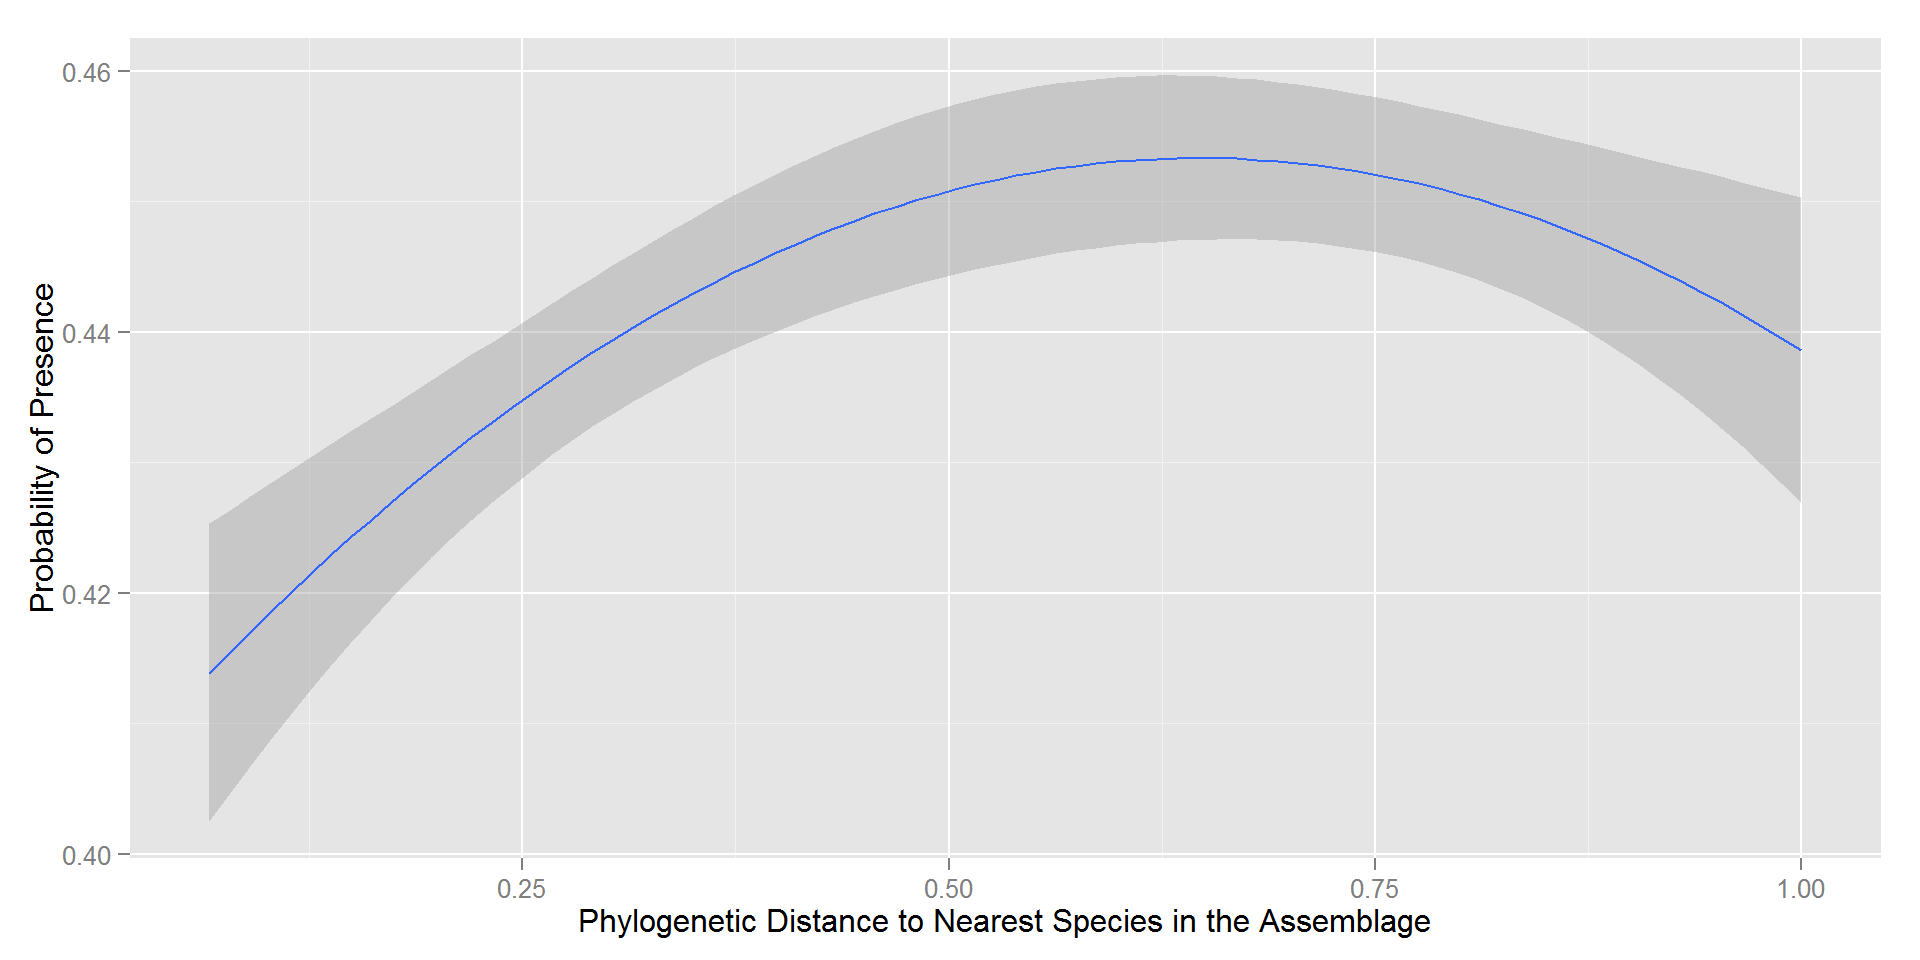 Probability of Presence
0.46
0.44
0.42
0.40
0.25 0.50 0.75 1.00
Phylogenetic Distance to Nearest Species in the Assemblage